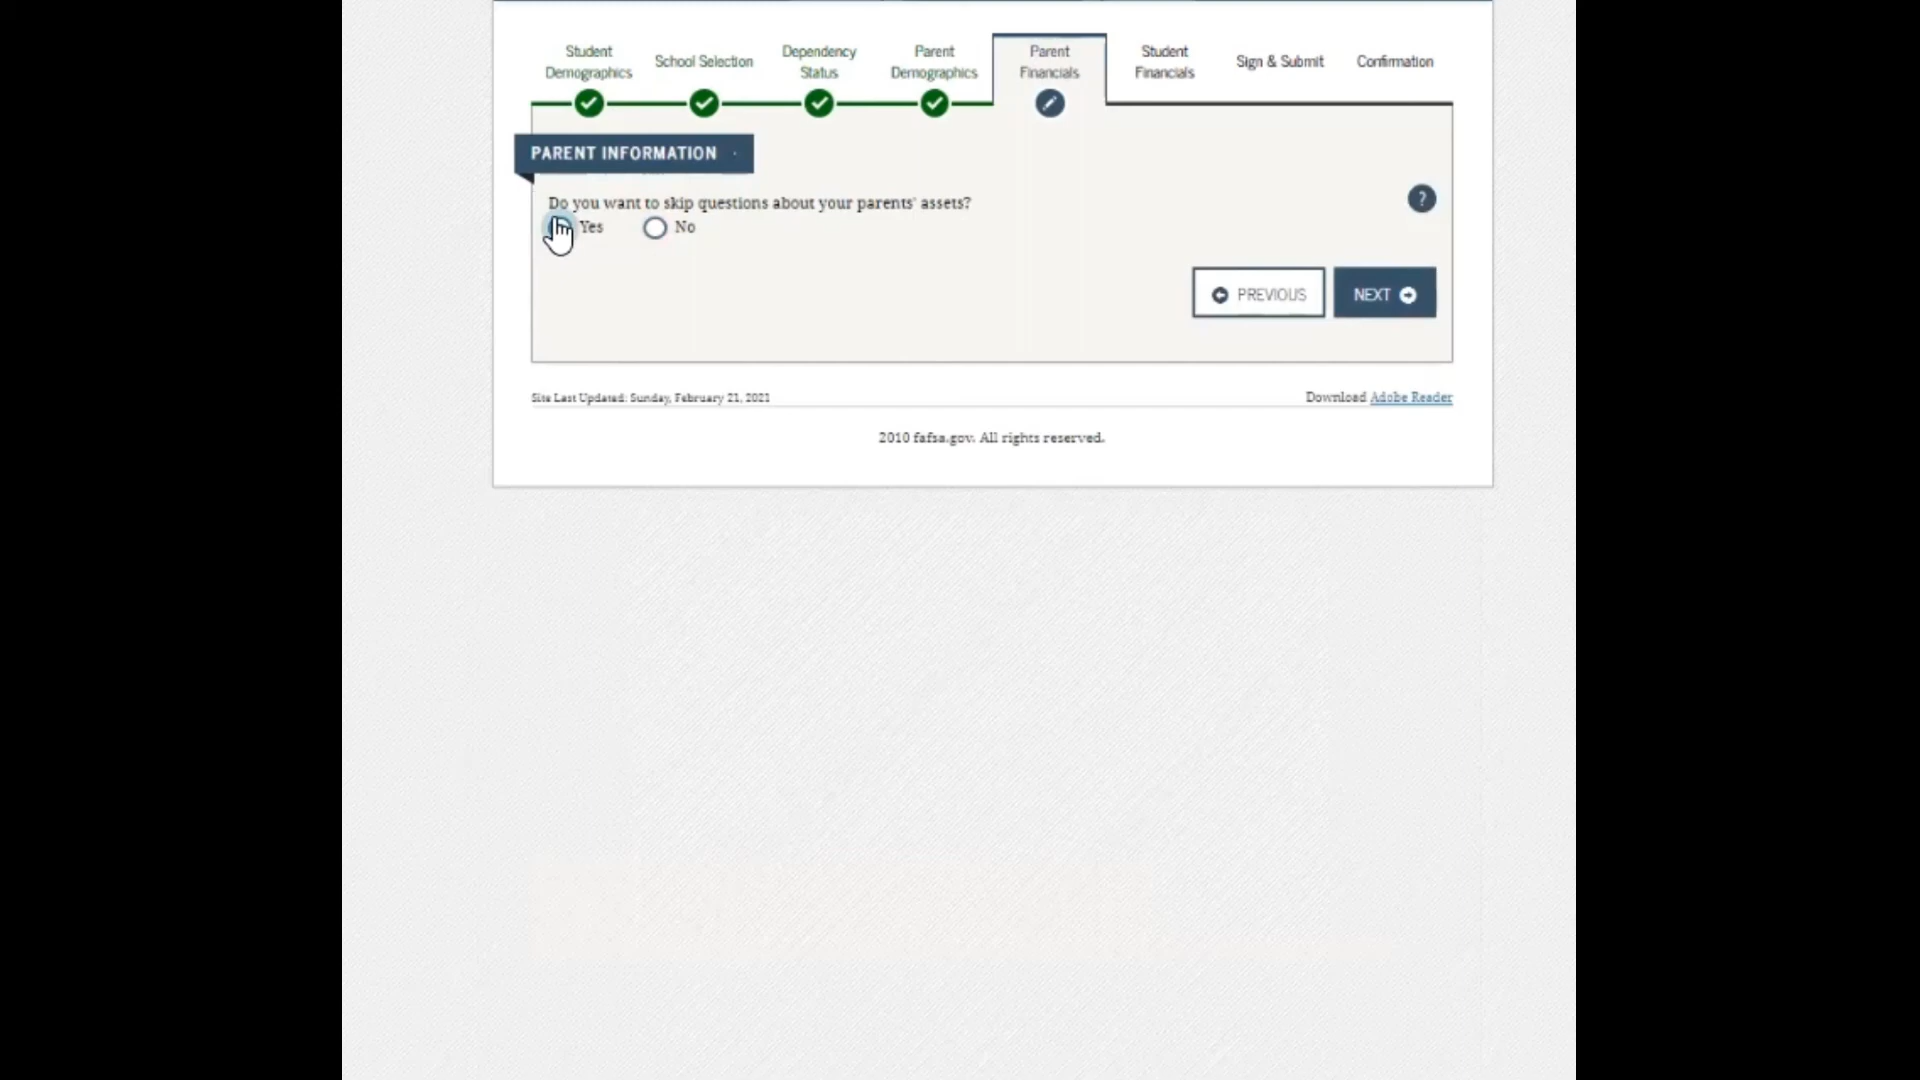 Student Demographics
School Selection
Dependency Status
Parent Demographics
Parent Financials
Student Financials
Sign & Submit
Confirmation
PARENT INFORMATION
Do you want to skip questions about your parents' assets?
?
Yes No
PREVIOUS NEXT
Site Last Updated: Sunday, February 21, 2021
Download Adobe Reader
2010 fafsa.gov. All rights reserved.